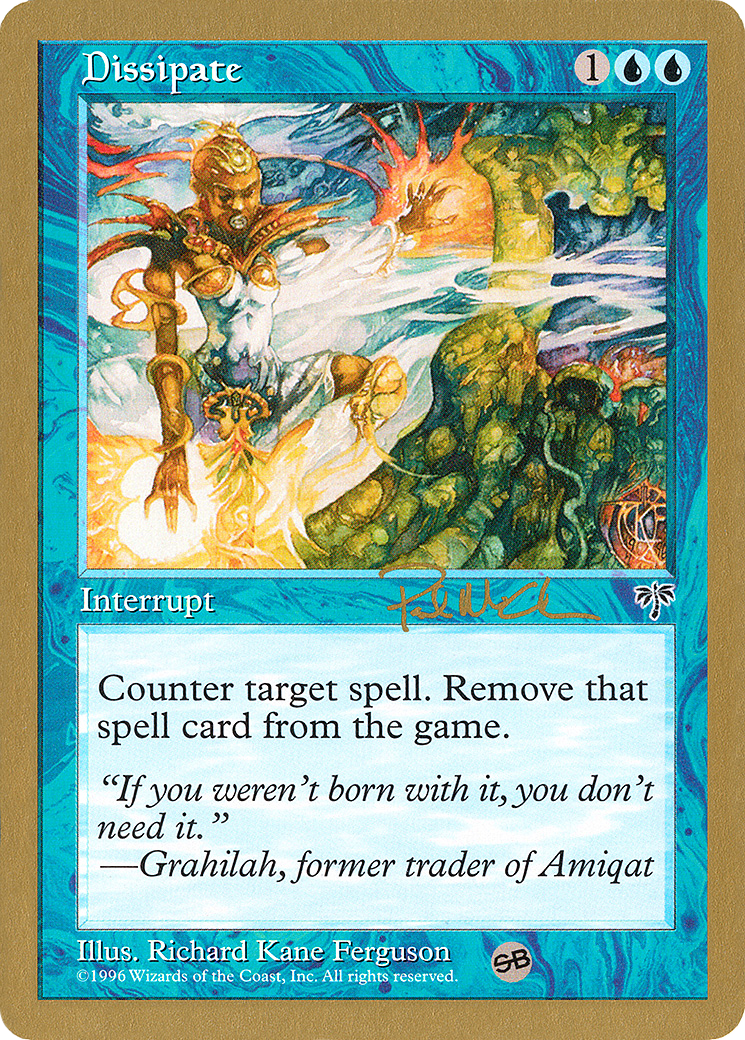 Dissipate 1
Interrupt
Counter target spell. Remove that
spell card from the game.
“If you weren’t born with it, you don’t
need it.”
—Grahilah, former trader of Amiqat
Illus. Richard Kane Ferguson
©1996 Wizards of the Coast, Inc. All rights reserved.
SB